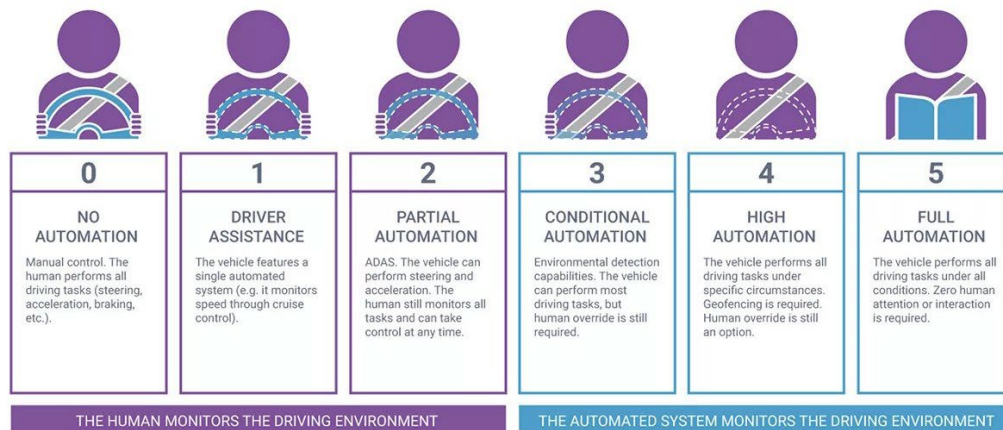 0
NO
AUTOMATION
Manual control. The
human performs all
driving tasks (steering,
acceleration, braking,
etc.).
1
DRIVER
ASSISTANCE
The vehicle features a
single automated
system (e.g. it monitors
speed through cruise
control).
2
PARTIAL
AUTOMATION
ADAS. The vehicle can
perform steering and
acceleration. The
human still monitors all
tasks and can take
control at any time.
3
CONDITIONAL
AUTOMATION
Environmental detection
capabilities. The vehicle
can perform most
driving tasks, but
human override is still
required.
4
HIGH
AUTOMATION
The vehicle performs all
driving tasks under
specific circumstances.
Geofencing is required.
Human override is still
an option.
5
FULL
AUTOMATION
The vehicle performs all
driving tasks under all
conditions. Zero human
attention or interaction
is required.
THE HUMAN MONITORS THE DRIVING ENVIRONMENT
THE AUTOMATED SYSTEM MONITORS THE DRIVING ENVIRONMENT